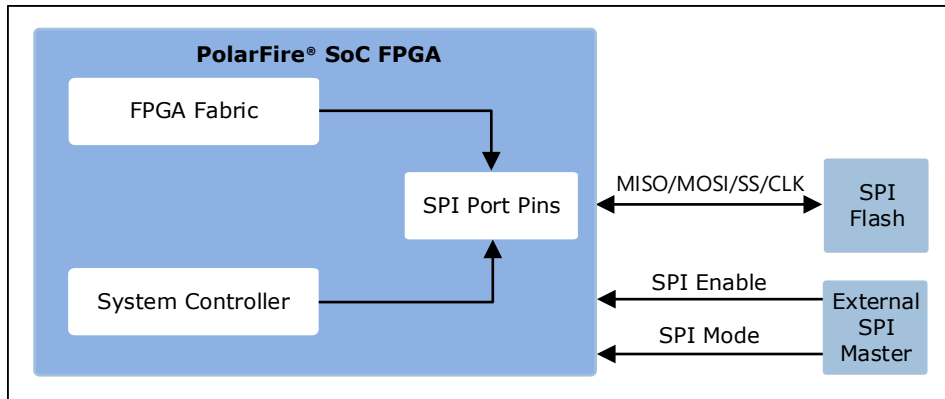 PolarFire® SoC FPGA
FPGA Fabric
SPI Port Pins
System Controller
MISO/MOSI/SS/CLK
SPI
Flash
SPI Enable
SPI Mode
External
SPI
Master